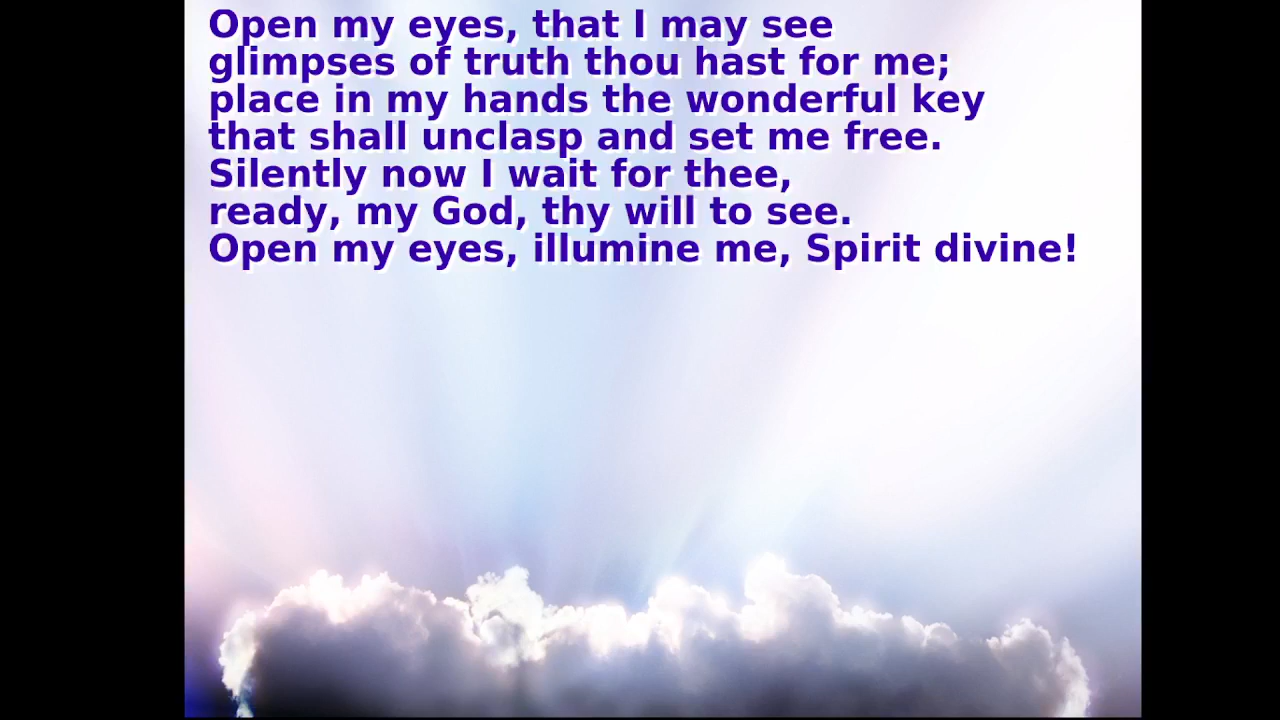 Open my eyes, that I may see
glimpses of truth thou hast for me;
place in my hands the wonderful key
that shall unclasp and set me free.
Silently now I wait for thee,
ready, my God, thy will to see.
Open my eyes, illumine me, Spirit divine!